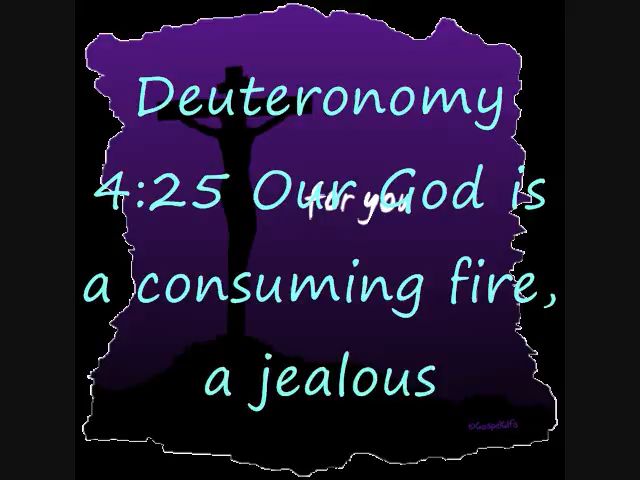 Deuteronomy
4:25 Our God is
for you
a consuming fire,
a jealous